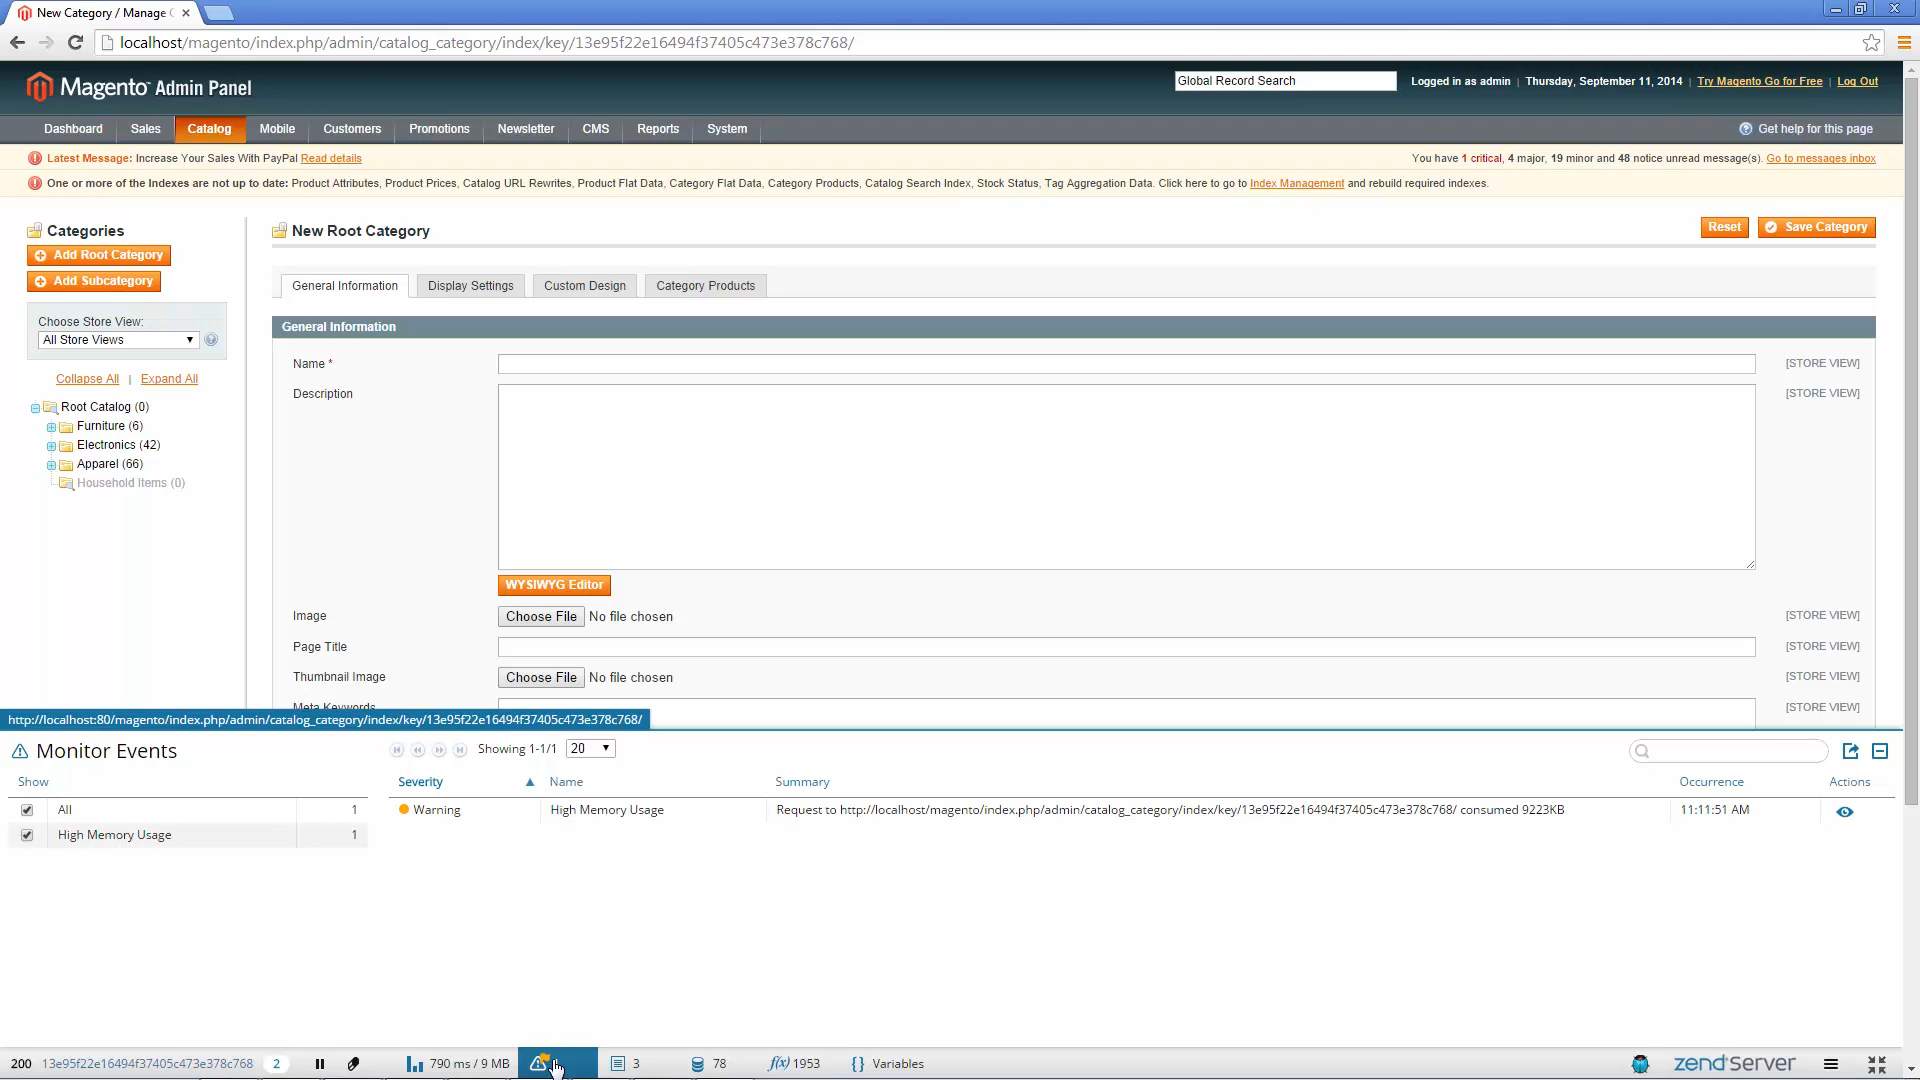 New Category / Manage C
localhost/magento/index.php/admin/catalog_category/index/key/13e95f22e16494f37405c473e378c768/
Magento Admin Panel
Global Record Search
Logged in as admin | Thursday, September 11, 2014 | Try Magento Go for Free | Log Out
Dashboard Sales Catalog Mobile Customers Promotions Newsletter CMS Reports System
Get help for this page
Latest Message: Increase Your Sales With PayPal Read details
You have 1 critical, 4 major, 19 minor and 48 notice unread message(s). Go to messages inbox
One or more of the Indexes are not up to date: Product Attributes, Product Prices, Catalog URL Rewrites, Product Flat Data, Category Flat Data, Category Products, Catalog Search Index, Stock Status, Tag Aggregation Data. Click here to go to Index Management and rebuild required indexes.
Categories
Add Root Category
Add Subcategory
Choose Store View:
All Store Views
Collapse All | Expand All
Root Catalog (0)
Furniture (6)
Electronics (42)
Apparel (66)
Household Items (0)
New Root Category
Reset Save Category
General Information Display Settings Custom Design Category Products
General Information
Name * [STORE VIEW]
Description [STORE VIEW]
WYSIWYG Editor
Image Choose File No file chosen [STORE VIEW]
Page Title [STORE VIEW]
Thumbnail Image Choose File No file chosen [STORE VIEW]
Meta Keywords [STORE VIEW]
http://localhost:80/magento/index.php/admin/catalog_category/index/key/13e95f22e16494f37405c473e378c768/
Monitor Events
Showing 1-1/1 20
Show
All 1
High Memory Usage 1
Severity Name Summary Occurrence Actions
Warning High Memory Usage Request to http://localhost/magento/index.php/admin/catalog_category/index/key/13e95f22e16494f37405c473e378c768/ consumed 9223KB 11:11:51 AM
200 13e95f22e16494f37405c473e378c768 2 790 ms / 9 MB 3 78 f(x) 1953 {} Variables
zend Server